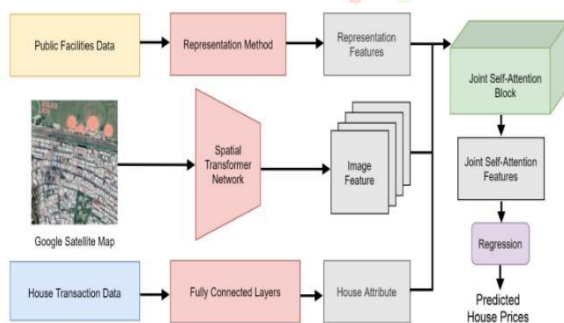 Public Facilities Data
Representation Method
Representation
Features
Joint Self-Attention
Block
Spatial
Transformer
Network
Image
Feature
Google Satellite Map
Joint Self-Attention
Features
Regression
House Transaction Data
Fully Connected Layers
House Attribute
Predicted
House Prices